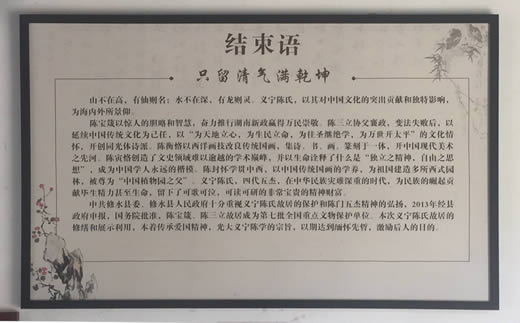 结束语
只留清气满乾坤
山不在高，有仙则名；水不在深，有龙则灵。义宁陈氏，以其对中国文化的突出贡献和独特影响，
为海内外所景仰。
陈宝箴以惊人的胆略和智慧，奋力推行湖南新政赢得万民崇敬。陈三立协父襄政，变法失败后，以
延续中国传统文化为己任，以“为天地立心，为生民立命，为往圣继绝学，为万世开太平”的文化情
怀，开创同光体诗派。陈衡恪以西洋画技改良传统国画，集诗、书、画、篆刻于一体，开中国现代美术
之先河。陈寅恪创造了文史领域难以逾越的学术巅峰，并以生命诠释了什么是“独立之精神，自由之思
想”，成为中国学人永远的楷模。陈封怀学贯中西，以中国传统国画的学养，为祖国建造多所西式园
林，被尊为“中国植物园之父”。义宁陈氏，四代五杰，在中华民族灾难深重的时代，为民族的崛起贡
献毕生精力甚至生命，留下了可歌可泣，可读可研的非常宝贵的精神财富。
中共修水县委、修水县人民政府十分重视义宁陈氏故居的保护和陈门五杰精神的弘扬，2013年经县
政府申报，国务院批准，陈宝箴、陈三立故居成为第七批全国重点文物保护单位。本次义宁陈氏故居的
修缮和展示利用，本着传承爱国精神，光大义宁陈学的宗旨，以期达到缅怀先哲，激励后人的目的。